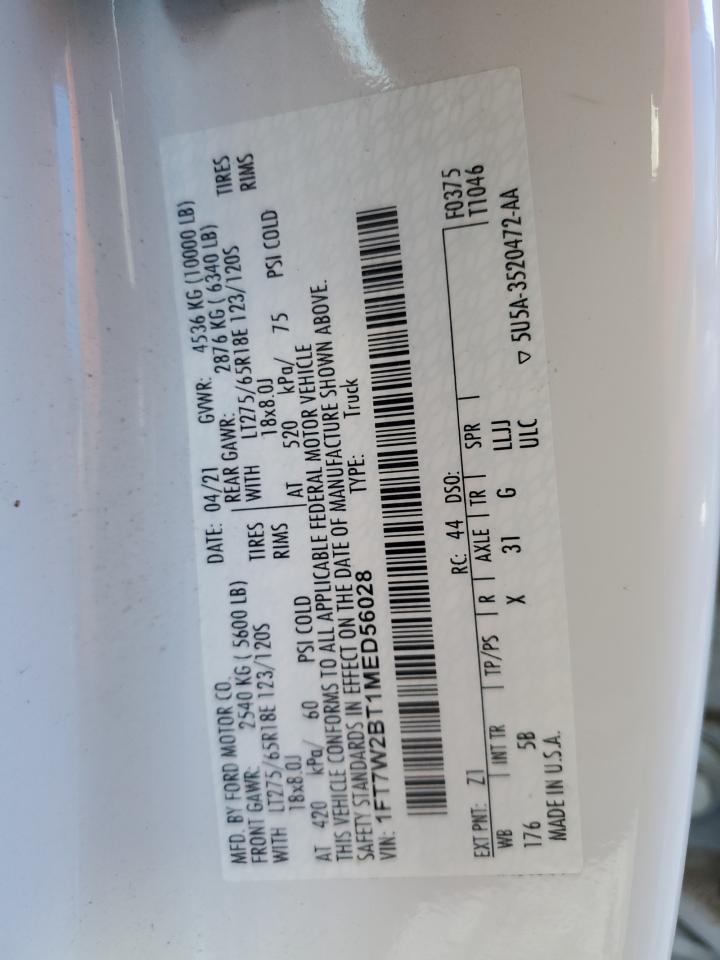 MFD. BY FORD MOTOR CO. DATE: 04/21 GVWR: 4536 KG (10000 LB)
FRONT GAWR: 2540 KG ( 5600 LB) REAR GAWR: 2876 KG ( 6340 LB)
WITH LT275/65R18E 123/120S TIRES WITH LT275/65R18E 123/120S TIRES
18x8.0J RIMS 18x8.0J RIMS
AT 420 kPa/ 60 PSI COLD AT 520 kPa/ 75 PSI COLD
THIS VEHICLE CONFORMS TO ALL APPLICABLE FEDERAL MOTOR VEHICLE
SAFETY STANDARDS IN EFFECT ON THE DATE OF MANUFACTURE SHOWN ABOVE.
VIN: 1FT7W2BT1MED56028 TYPE: Truck
F0375
EXT PNT: Z1 RC: 44 DSO: T1046
WB INT TR TP/PS R AXLE TR SPR
176 5B X 31 G LLJJ
MADE IN U.S.A. ULC ▽ 5U5A-3520472-AA